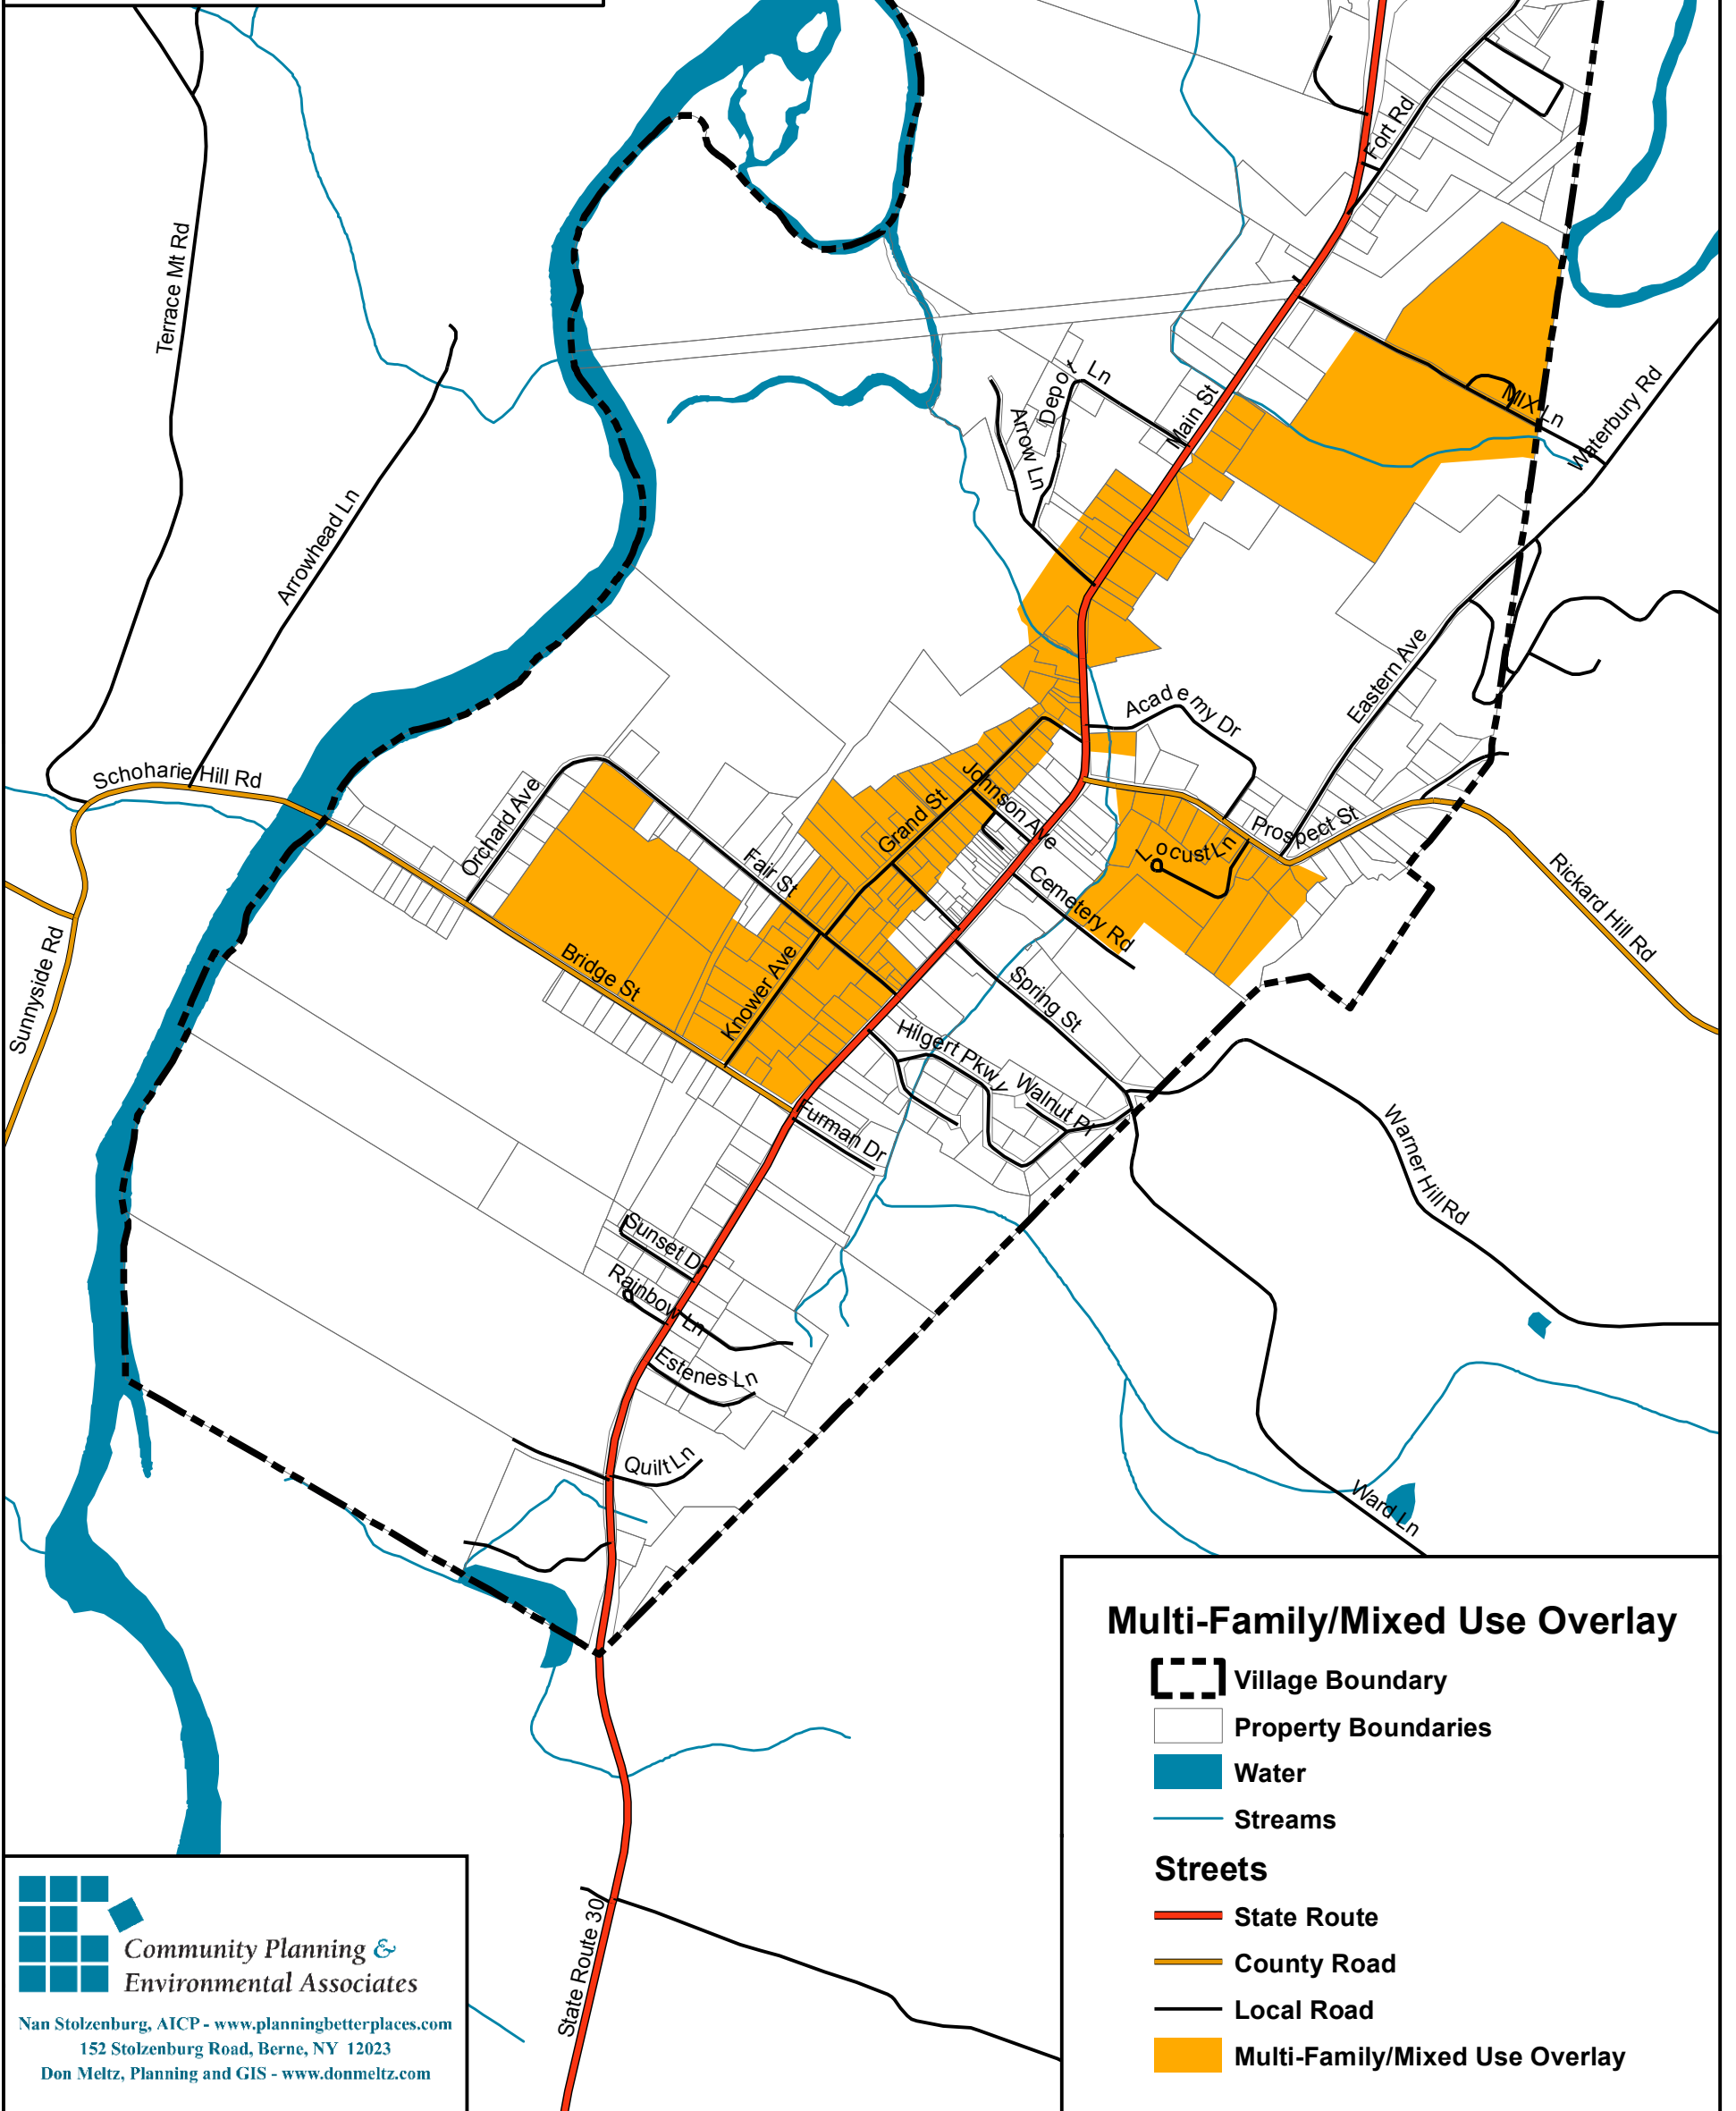 Fort Rd
Terrace Mt Rd
Main St
Depot Ln
Arrow Ln
MIX Ln
Waterbury Rd
Arrowhead Ln
Eastern Ave
Academy Dr
Schoharie Hill Rd
Orchard Ave
Johnson Ave
Grand St
Fair St
Prospect St
Locust Ln
Cemetery Rd
Rickard Hill Rd
Sunnyside Rd
Bridge St
Knower Ave
Spring St
Hilgert Pkwy
Walnut Pl
Furman Dr
Warner Hill Rd
Sunset Dr
Rainbow Ln
Estenes Ln
Quilt Ln
Ward Ln
State Route 30
Multi-Family/Mixed Use Overlay
Village Boundary
Property Boundaries
Water
Streams
Streets
State Route
County Road
Local Road
Multi-Family/Mixed Use Overlay
Community Planning &
Environmental Associates
Nan Stolzenburg, AICP - www.planningbetterplaces.com
152 Stolzenburg Road, Berne, NY 12023
Don Meltz, Planning and GIS - www.donmeltz.com